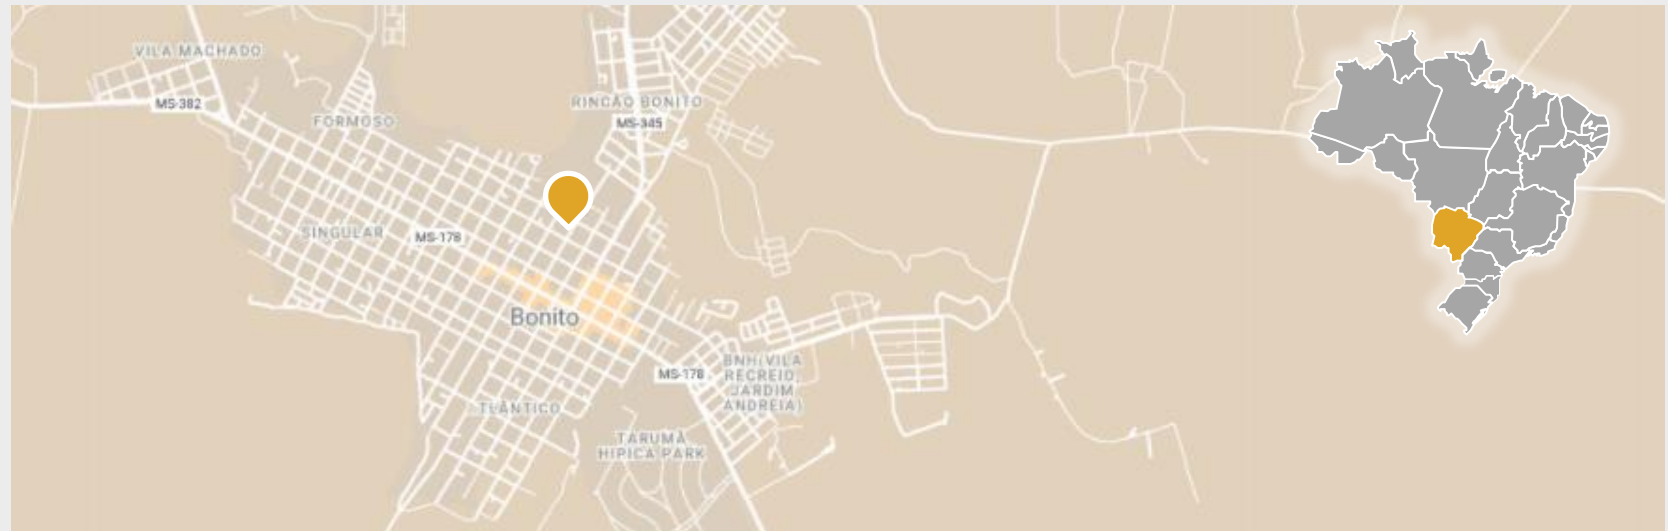 VILA MACHADO
MS-382
RINCÃO BONITO
FORMOSO
MS-345
SINGULAR
MS-178
Bonito
BNH(VILA
RECREID,
JARDIM
ANDREIA)
MS-178
TLÂNTICO
TARUMÃ
HIPICA PARK